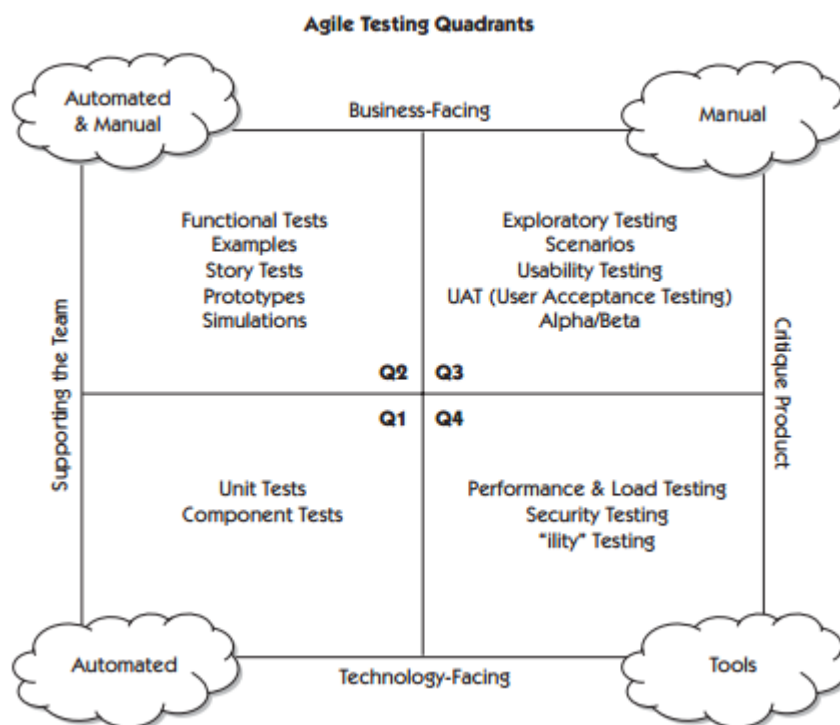 Agile Testing Quadrants
Automated
& Manual
Business-Facing
Manual
Functional Tests
Examples
Story Tests
Prototypes
Simulations
Exploratory Testing
Scenarios
Usability Testing
UAT (User Acceptance Testing)
Alpha/Beta
Supporting the Team
Critique Product
Q2
Q3
Q1
Q4
Unit Tests
Component Tests
Performance & Load Testing
Security Testing
"ility" Testing
Automated
Technology-Facing
Tools